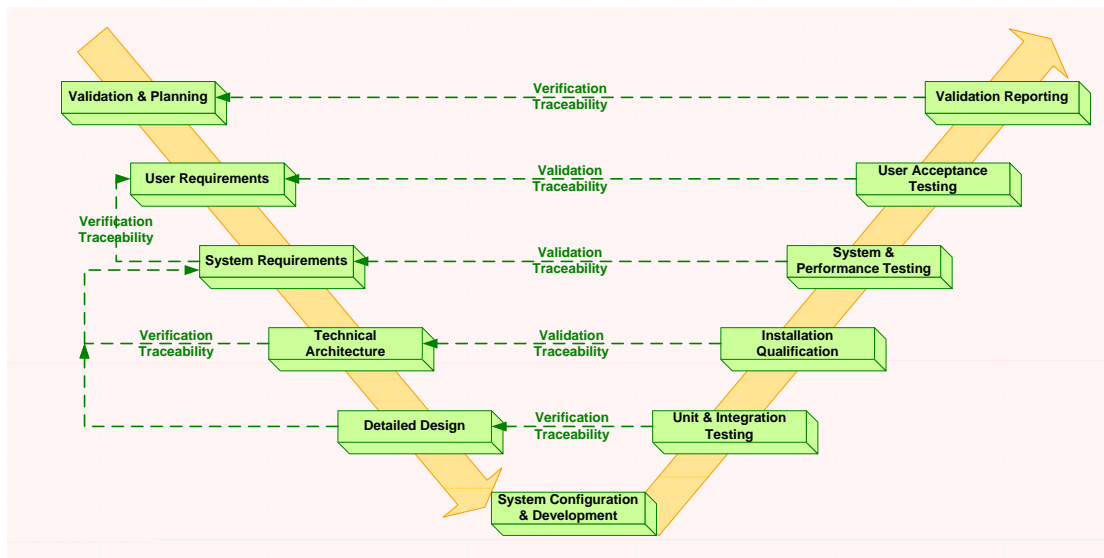 Validation & Planning
Verification
Traceability
Validation Reporting
User Requirements
Validation
Traceability
User Acceptance
Testing
Verification
Traceability
System Requirements
Validation
Traceability
System &
Performance Testing
Verification
Traceability
Technical
Architecture
Validation
Traceability
Installation
Qualification
Detailed Design
Verification
Traceability
Unit & Integration
Testing
System Configuration
& Development